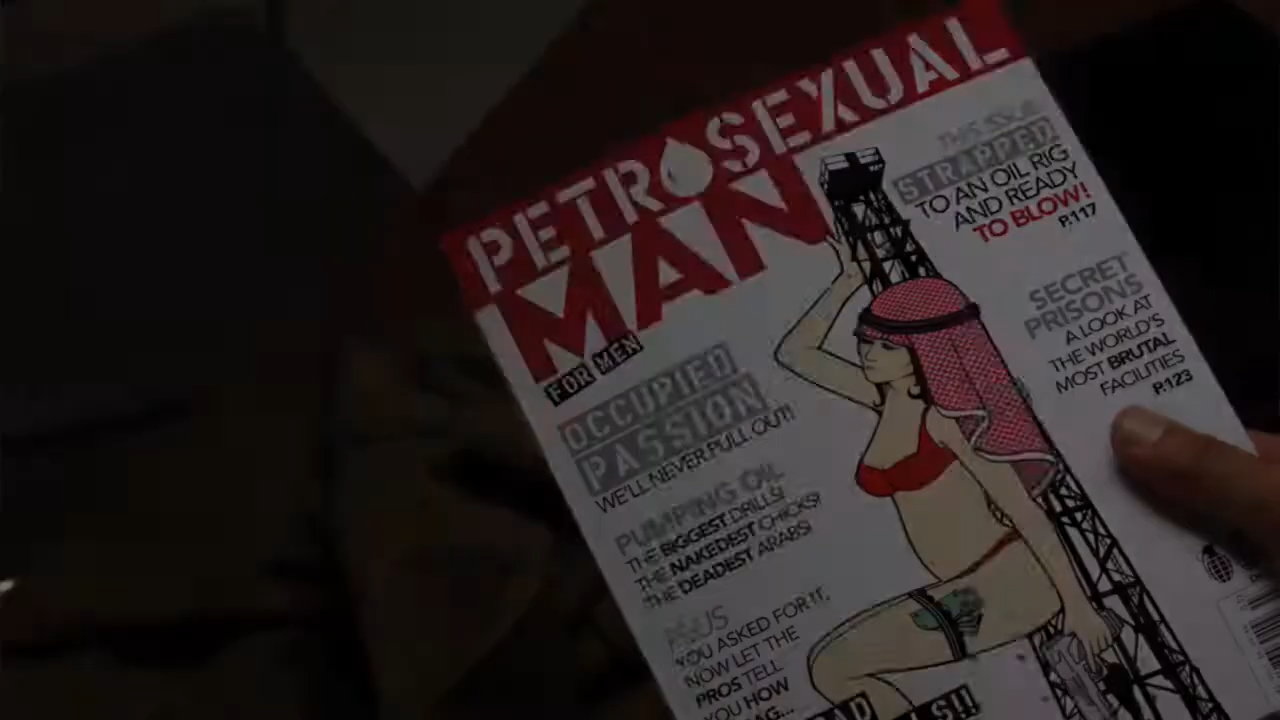 PETROSEXUAL
MAN
FOR MEN
THIS ISSUE
STRAPPED
TO AN OIL RIG
AND READY
TO BLOW!
P.117
SECRET
PRISONS
A LOOK AT
THE WORLD'S
MOST BRUTAL
FACILITIES
P.123
OCCUPIED
PASSION
WE'LL NEVER PULL OUT!
PUMPING OIL
THE BIGGEST DRILLS!
THE NAKEDEST CHICKS!
THE DEADEST ARABS!
PLUS
YOU ASKED FOR IT,
NOW LET THE
PROS TELL
YOU HOW